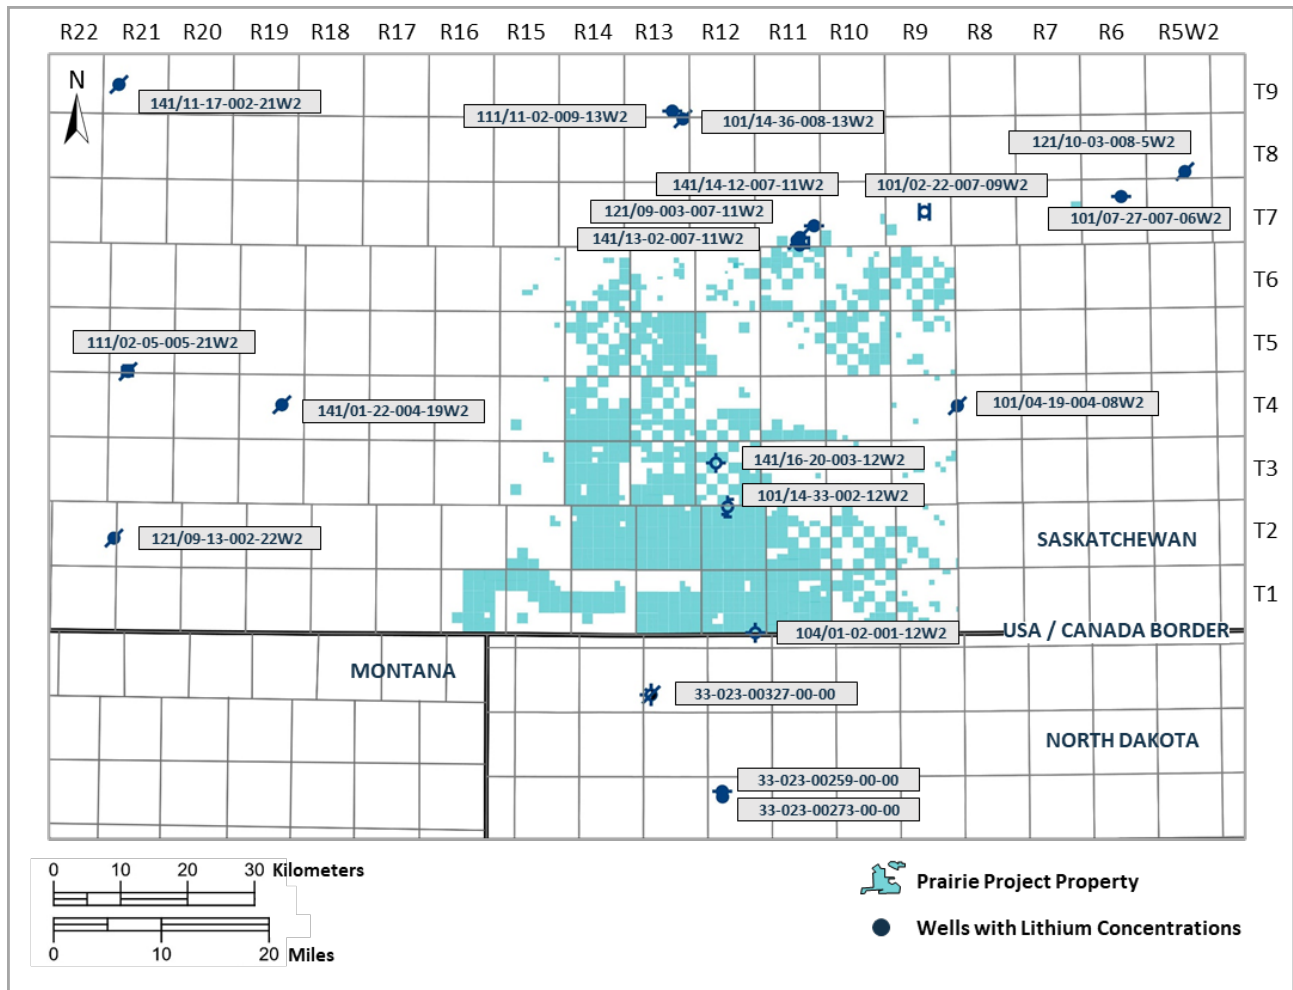 R22 R21 R20 R19 R18 R17 R16 R15 R14 R13 R12 R11 R10 R9 R8 R7 R6 R5W2
N
T9
141/11-17-002-21W2
111/11-02-009-13W2
101/14-36-008-13W2
121/10-03-008-5W2
T8
141/14-12-007-11W2
101/02-22-007-09W2
121/09-003-007-11W2
101/07-27-007-06W2
T7
141/13-02-007-11W2
T6
111/02-05-005-21W2
T5
141/01-22-004-19W2
101/04-19-004-08W2
T4
141/16-20-003-12W2
T3
101/14-33-002-12W2
121/09-13-002-22W2
SASKATCHEWAN
T2
T1
104/01-02-001-12W2
USA / CANADA BORDER
MONTANA
33-023-00327-00-00
NORTH DAKOTA
33-023-00259-00-00
33-023-00273-00-00
0 10 20 30 Kilometers
0 10 20 Miles
Prairie Project Property
Wells with Lithium Concentrations